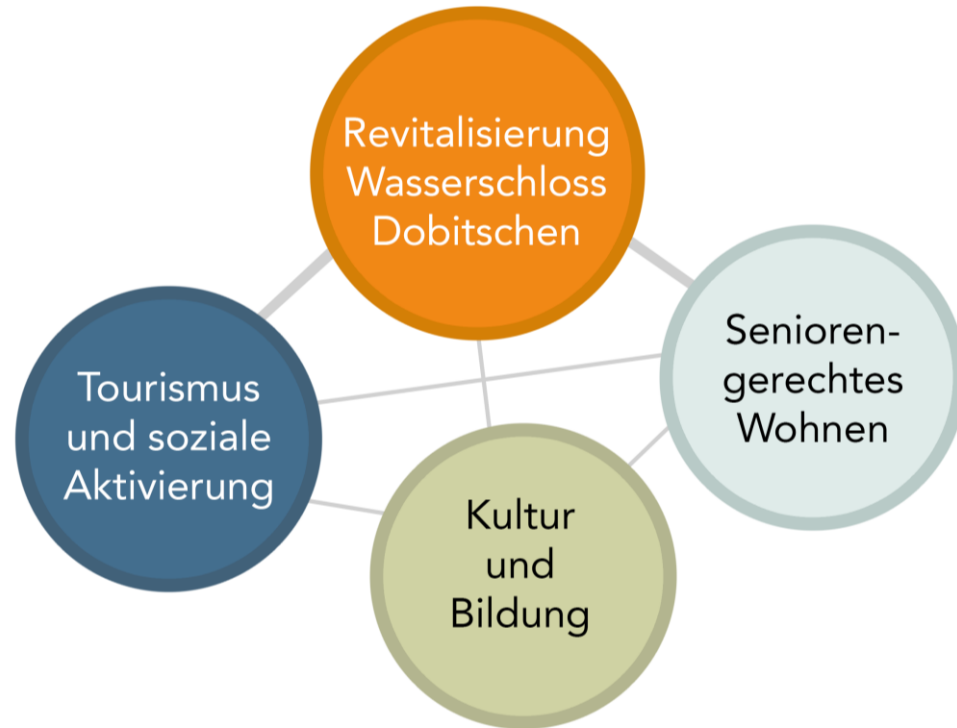 Revitalisierung
Wasserschloss
Dobitschen
Senioren-
gerechtes
Wohnen
Tourismus
und soziale
Aktivierung
Kultur
und
Bildung